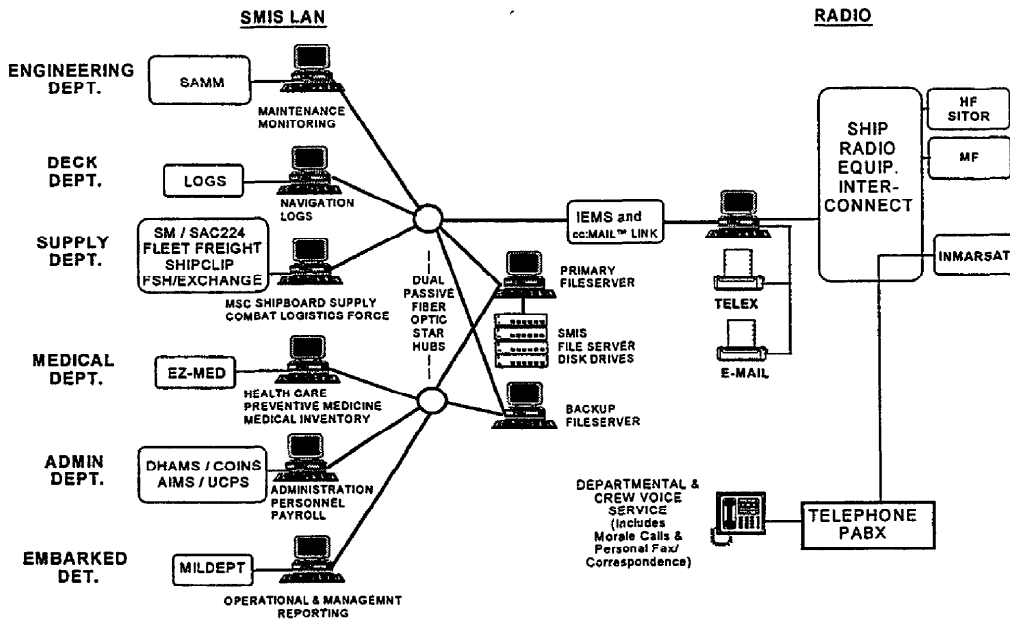 SMIS LAN
RADIO
ENGINEERING
DEPT.
SAMM
MAINTENANCE
MONITORING
DECK
DEPT.
LOGS
NAVIGATION
LOGS
SUPPLY
DEPT.
SM / SAC224
FLEET FREIGHT
SHIPCLIP
FSH/EXCHANGE
MSC SHIPBOARD SUPPLY
COMBAT LOGISTICS FORCE
MEDICAL
DEPT.
EZ-MED
HEALTH CARE
PREVENTIVE MEDICINE
MEDICAL INVENTORY
ADMIN
DEPT.
DHAMS / COINS
AIMS / UCPS
ADMINISTRATION
PERSONNEL
PAYROLL
EMBARKED
DET.
MILDEPT
OPERATIONAL & MANAGEMNT
REPORTING
DUAL
PASSIVE
FIBER
OPTIC
STAR
HUBS
IEMS and
cc:MAIL™ LINK
PRIMARY
FILESERVER
SMIS
FILE SERVER
DISK DRIVES
BACKUP
FILESERVER
TELEX
E-MAIL
SHIP
RADIO
EQUIP.
INTER-
CONNECT
HF
SITOR
MF
INMARSAT
DEPARTMENTAL &
CREW VOICE
SERVICE
(Includes
Morale Calls &
Personal Fax/
Correspondence)
TELEPHONE
PABX